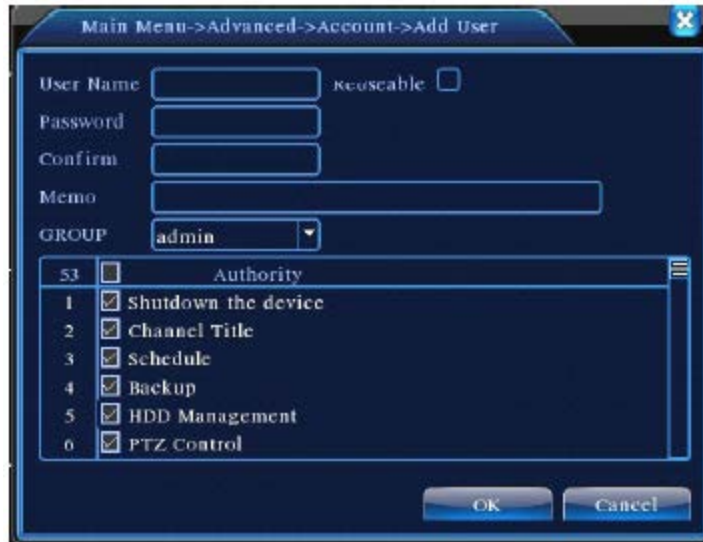 Main Menu->Advanced->Account->Add User
User Name Reuseable
Password
Confirm
Memo
GROUP admin
53 Authority
1 Shutdown the device
2 Channel Title
3 Schedule
4 Backup
5 HDD Management
6 PTZ Control
OK Cancel